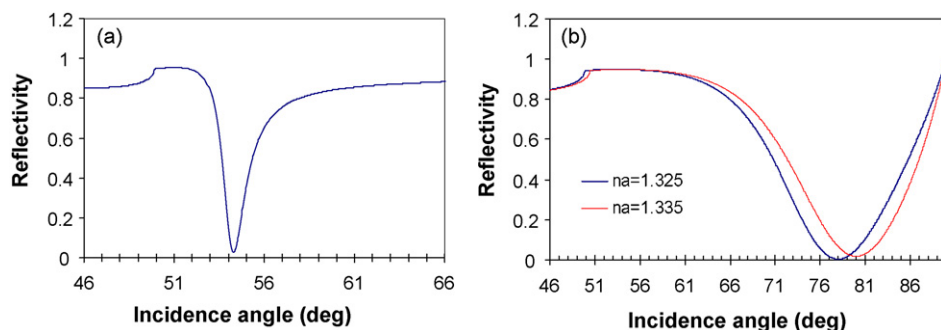 (a)
1.2
1
0.8
0.6
0.4
0.2
0
Reflectivity
46 51 56 61 66
Incidence angle (deg)
(b)
1.2
1
0.8
0.6
0.4
0.2
0
Reflectivity
na=1.325
na=1.335
46 51 56 61 66 71 76 81 86
Incidence angle (deg)